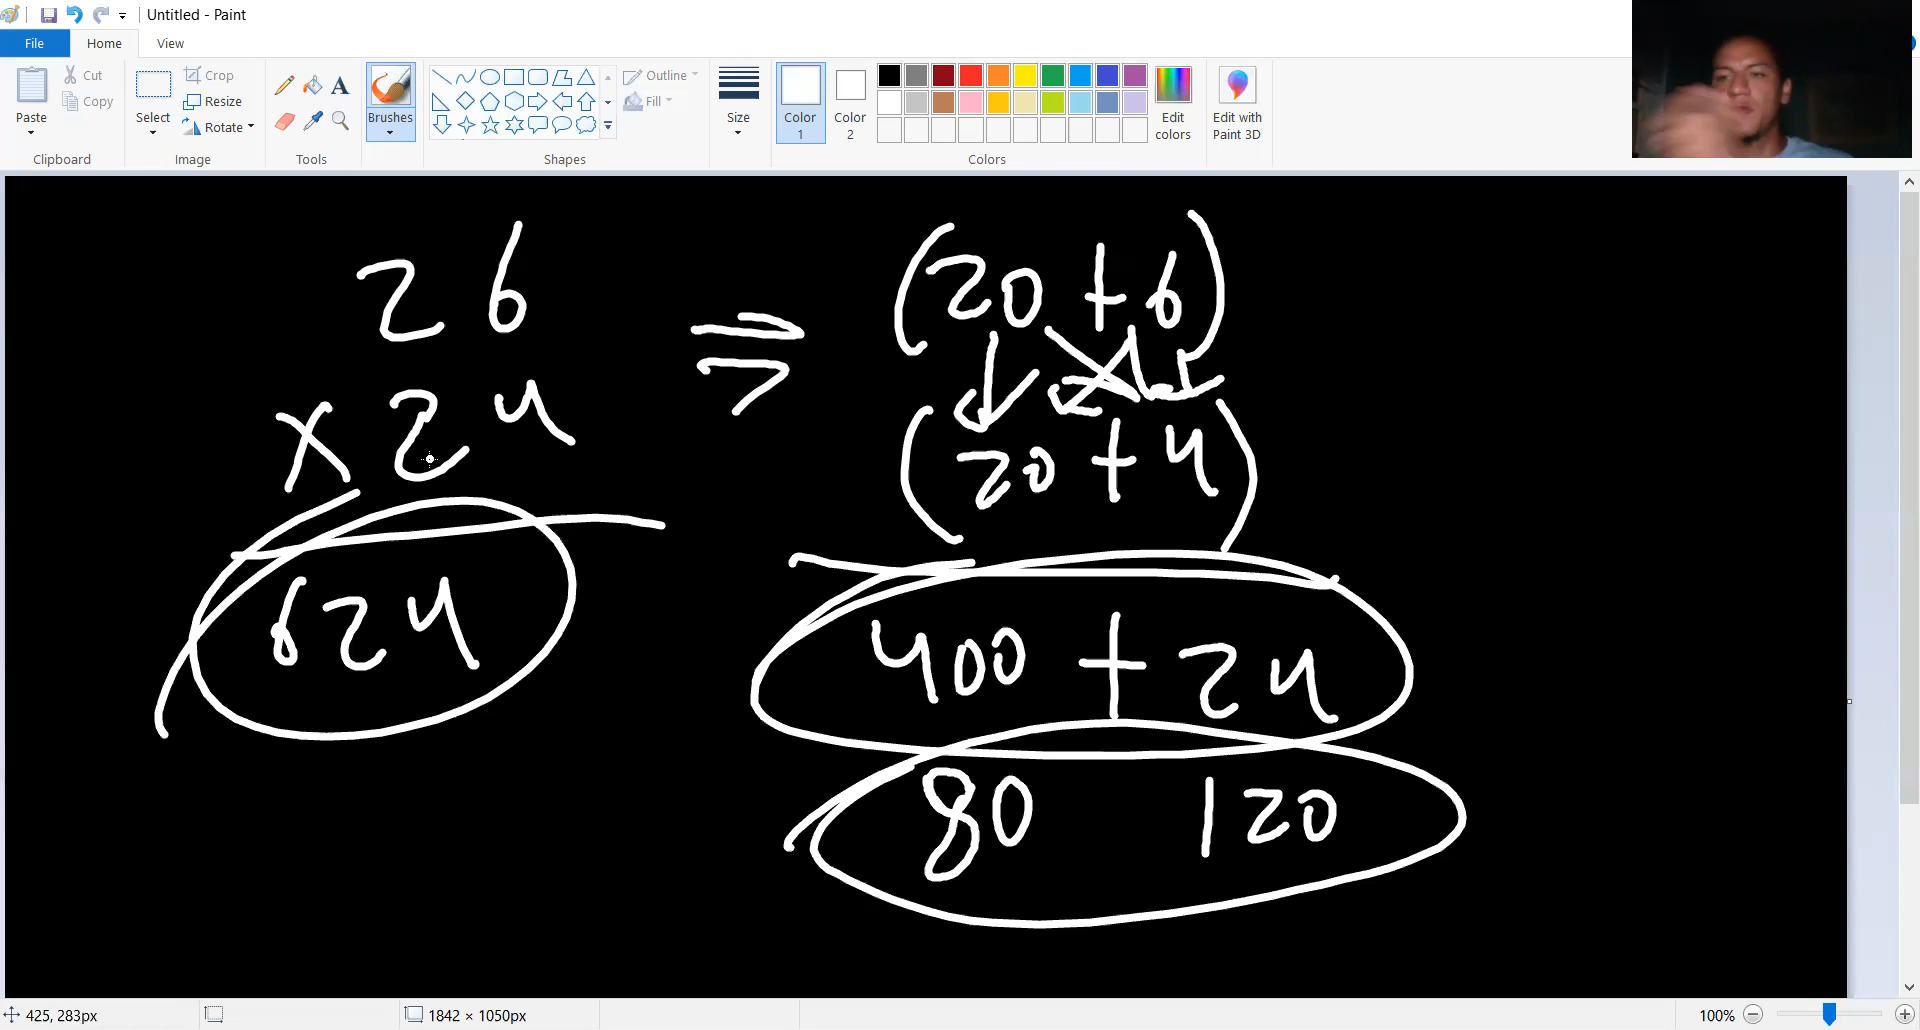 Untitled - Paint
File Home View
Paste
Cut
Copy
Clipboard
Select
Crop
Resize
Rotate
Image
A
Tools
Brushes
Outline
Fill
Shapes
Size
Color 1
Color 2
Edit colors
Colors
Edit with Paint 3D
26
× 24
624
⇒
(20 + 6)
(20 + 4)
400 + 24
80 120
425, 283px
1842 × 1050px
100%